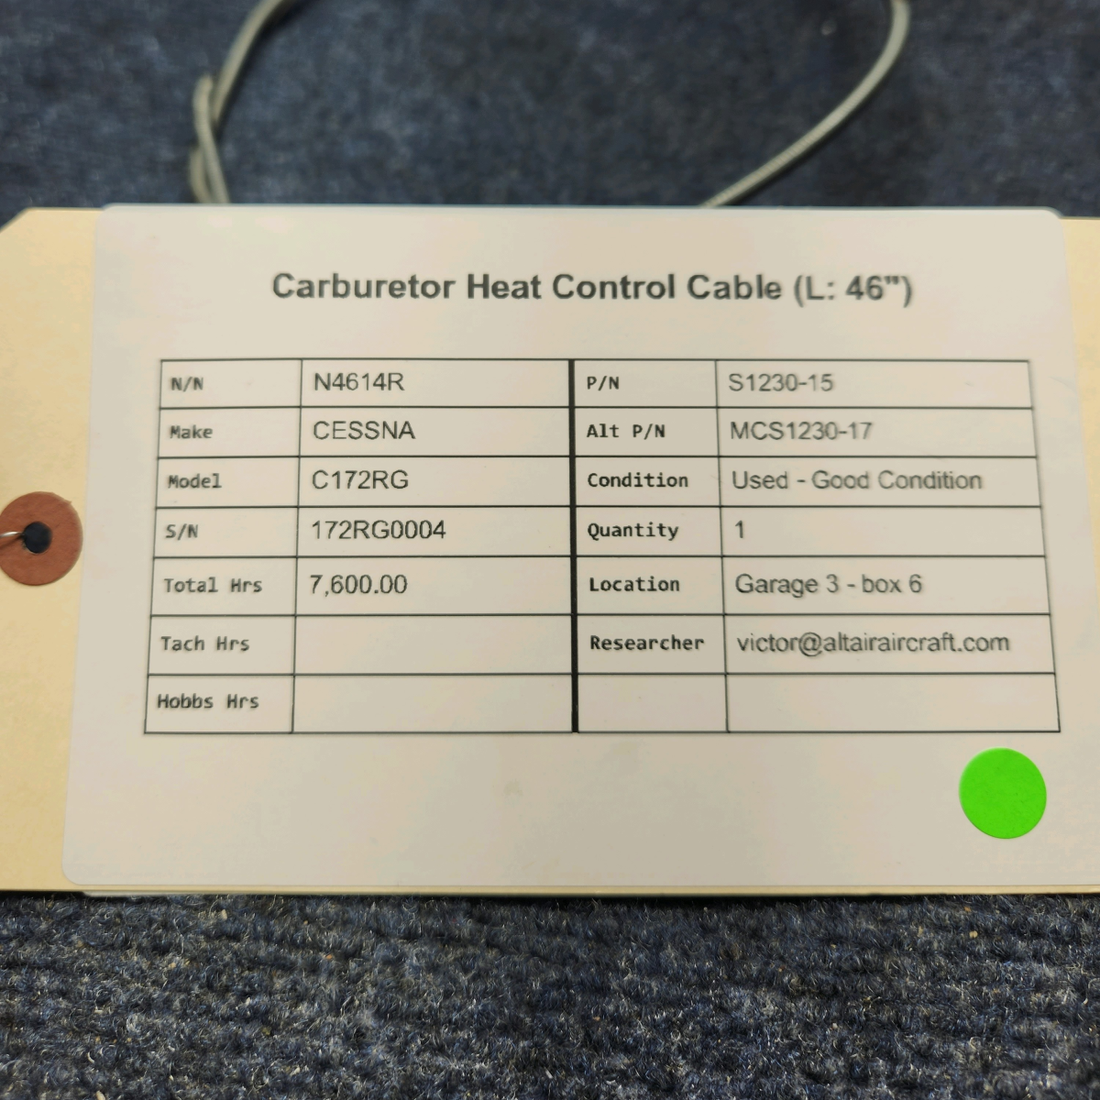 Carburetor Heat Control Cable (L: 46")
N/N N4614R P/N S1230-15
Make CESSNA Alt P/N MCS1230-17
Model C172RG Condition Used - Good Condition
S/N 172RG0004 Quantity 1
Total Hrs 7,600.00 Location Garage 3 - box 6
Tach Hrs Researcher victor@altairaircraft.com
Hobbs Hrs